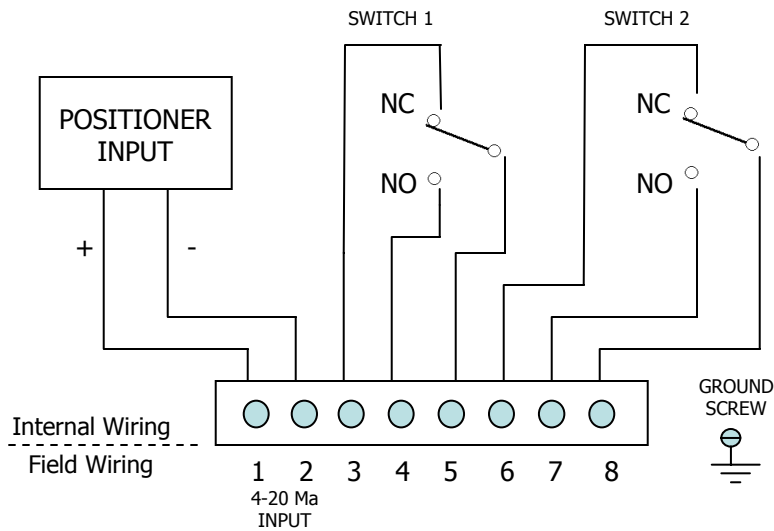 SWITCH 1
SWITCH 2
POSITIONER
INPUT
NC
NO
NC
NO
+
-
GROUND
SCREW
Internal Wiring
Field Wiring
1 2 3 4 5 6 7 8
4-20 Ma
INPUT